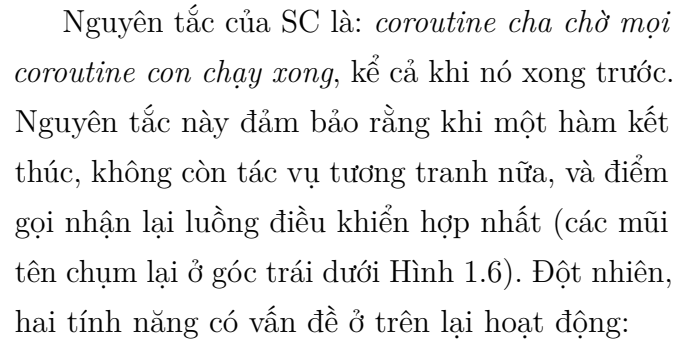 Nguyên tắc của SC là: coroutine cha chờ mọi
coroutine con chạy xong, kể cả khi nó xong trước.
Nguyên tắc này đảm bảo rằng khi một hàm kết
thúc, không còn tác vụ tương tranh nữa, và điểm
gọi nhận lại luồng điều khiển hợp nhất (các mũi
tên chụm lại ở góc trái dưới Hình 1.6). Đột nhiên,
hai tính năng có vấn đề ở trên lại hoạt động: